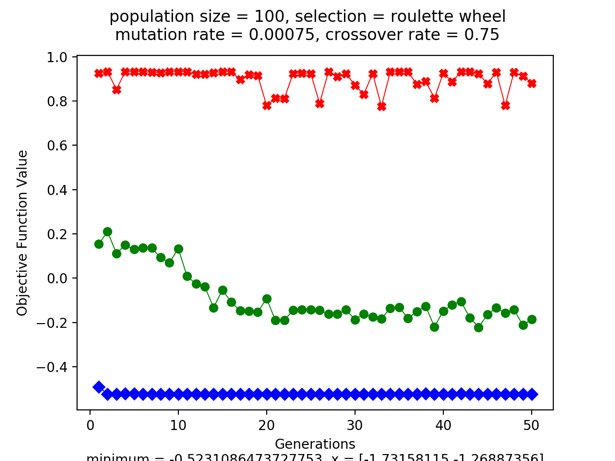 population size = 100, selection = roulette wheel
mutation rate = 0.00075, crossover rate = 0.75
1.0
0.8
0.6
0.4
0.2
0.0
−0.2
−0.4
Objective Function Value
0 10 20 30 40 50
Generations
minimum = -0.5231086473727753, x = [-1.73158115 -1.26887356]